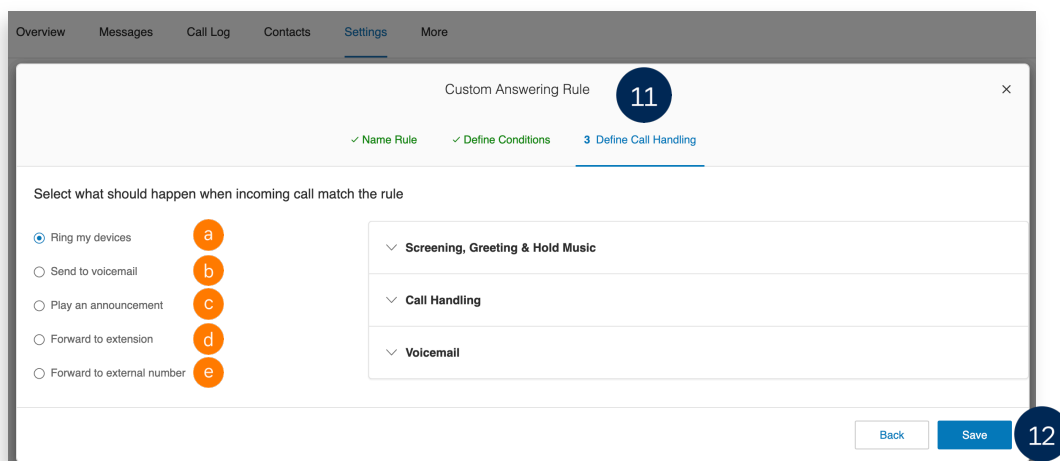 Overview Messages Call Log Contacts Settings More
Custom Answering Rule 11
✓ Name Rule ✓ Define Conditions 3 Define Call Handling
Select what should happen when incoming call match the rule
Ring my devices a
Send to voicemail b
Play an announcement c
Forward to extension d
Forward to external number e
Screening, Greeting & Hold Music
Call Handling
Voicemail
Back Save 12